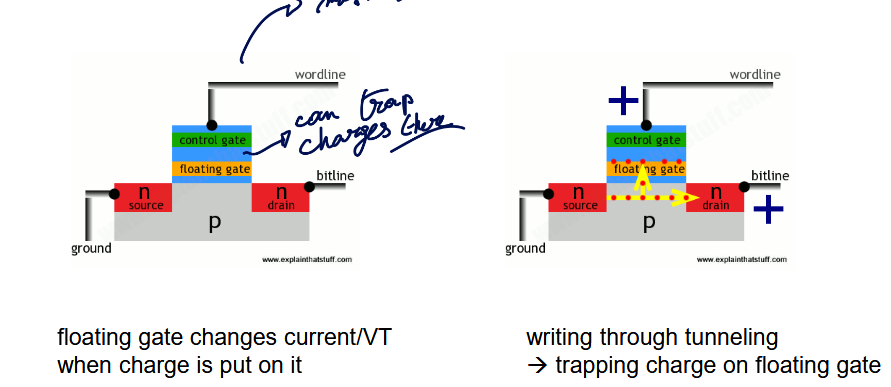 wordline
can trap
charges there
control gate
floating gate
bitline
n
source
n
drain
p
ground
www.explainthatstuff.com
wordline
+
control gate
floating gate
bitline
n
source
n
drain
+
p
ground
www.explainthatstuff.com
floating gate changes current/VT
when charge is put on it
writing through tunneling
→ trapping charge on floating gate